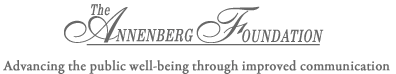 The
ANNENBERG FOUNDATION
Advancing the public well-being through improved communication